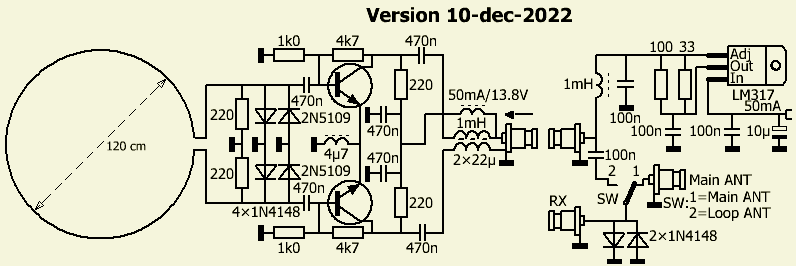 Version 10-dec-2022
1k0 4k7 470n 100 33 Adj
Out
In
LM317
50mA
220 50mA/13.8V 1mH
470n 1mH 100n
220 2N5109 470n 100n 100n 10µ
120 cm 4µ7
2N5109 470n 2×22µ 100n
220 2 1 Main ANT
470n 220 SW SW:1=Main ANT
4×1N4148 RX 2=Loop ANT
1k0 4k7 470n 2×1N4148